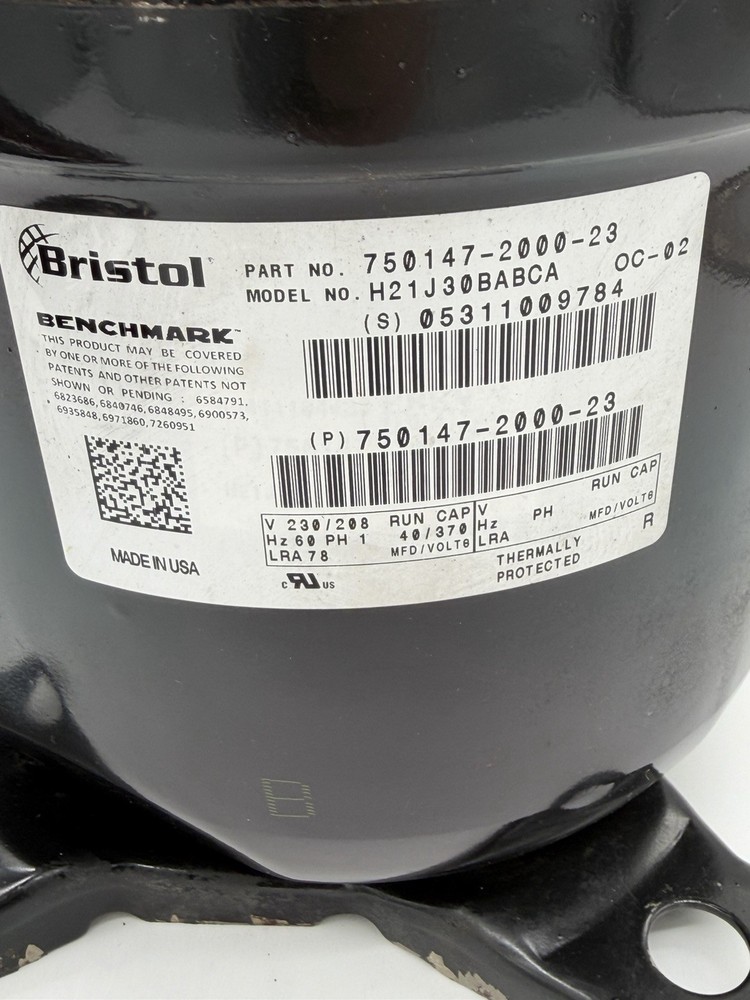 Bristol
BENCHMARK™
THIS PRODUCT MAY BE COVERED
BY ONE OR MORE OF THE FOLLOWING
PATENTS AND OTHER PATENTS NOT
SHOWN OR PENDING : 6584791,
6823686,6840746,6848495,6900573,
6935848,6971860,7260951
MADE IN USA
PART NO. 750147-2000-23
MODEL NO. H21J30BABCA OC-02
(S) 05311009784
(P) 750147-2000-23
V 230/208 RUN CAP
Hz 60 PH 1 40/370
LRA 78 MFD/VOLTS
V RUN CAP
Hz PH
LRA MFD/VOLTS
R
THERMALLY
PROTECTED
c RU US
B